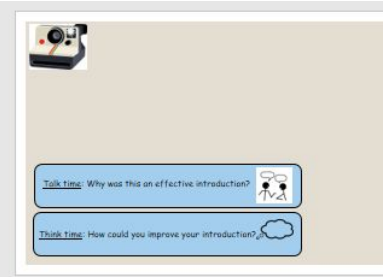 Talk time: Why was this an effective introduction?
Think time: How could you improve your introduction?